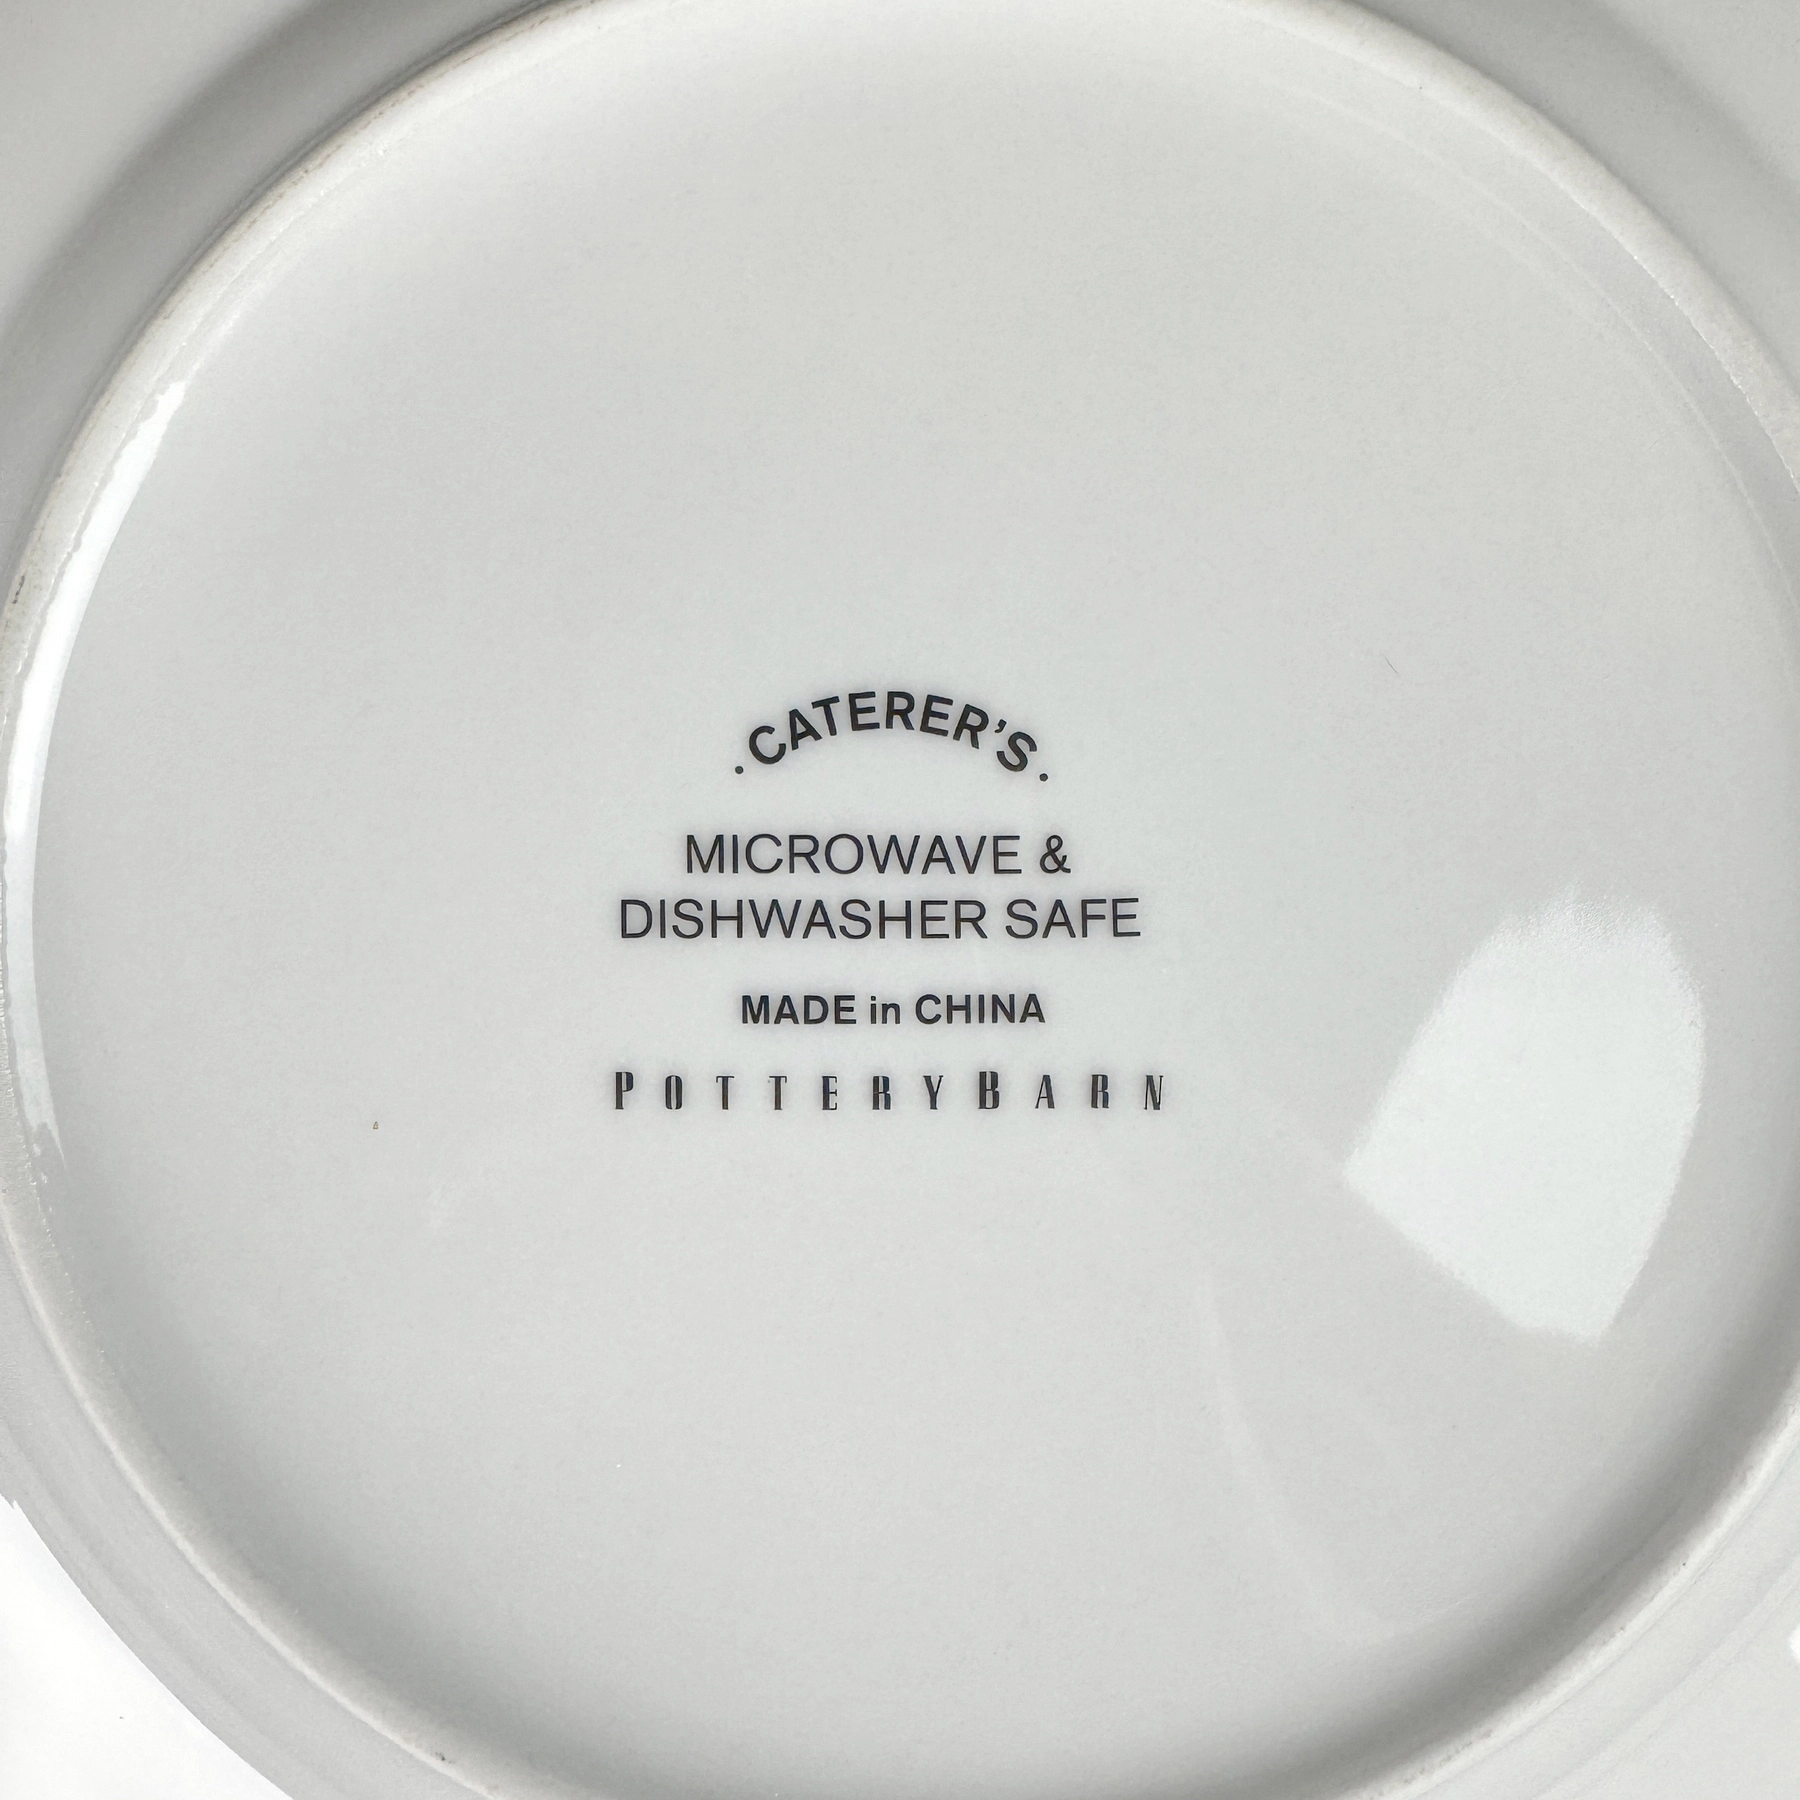 .CATERER'S.
MICROWAVE &
DISHWASHER SAFE
MADE in CHINA
POTTERYBARN